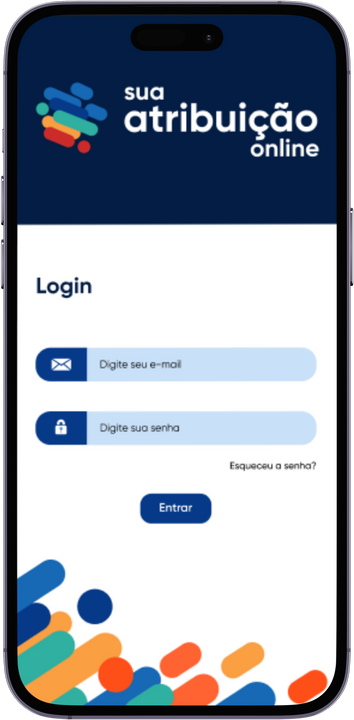 sua
atribuição
online
Login
Digite seu e-mail
Digite sua senha
Esqueceu a senha?
Entrar